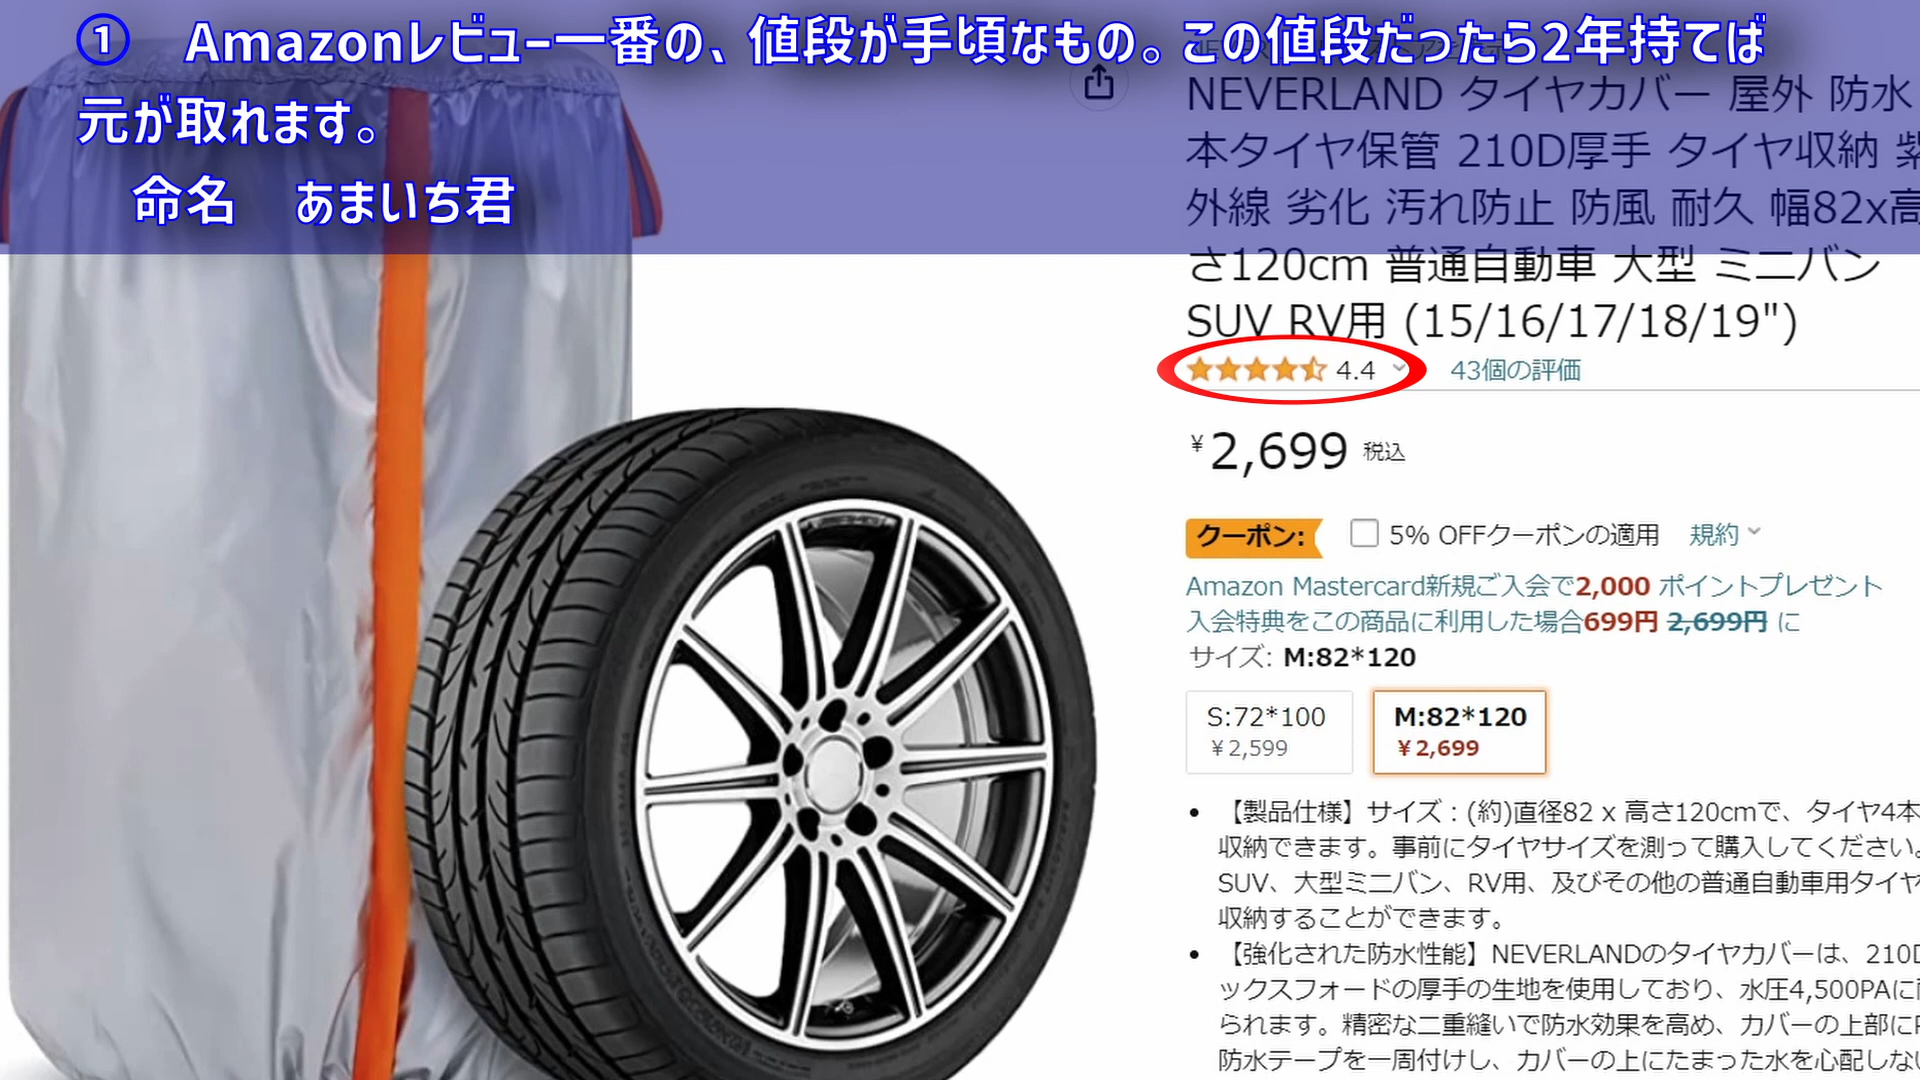 ① Amazonレビュー一番の、値段が手頃なもの。この値段だったら2年持てば
元が取れます。
命名 あまいち君
NEVERLAND タイヤカバー 屋外 防水
本タイヤ保管 210D厚手 タイヤ収納 紫
外線 劣化 汚れ防止 防風 耐久 幅82x高
さ120cm 普通自動車 大型 ミニバン
SUV RV用 (15/16/17/18/19")
4.4 43個の評価
¥2,699 税込
クーポン: 5% OFFクーポンの適用 規約
Amazon Mastercard新規ご入会で2,000 ポイントプレゼント
入会特典をこの商品に利用した場合699円 2,699円 に
サイズ: M:82*120
S:72*100 M:82*120
¥2,599 ¥2,699
• 【製品仕様】サイズ：(約)直径82 x 高さ120cmで、タイヤ4本
収納できます。事前にタイヤサイズを測って購入してください。
SUV、大型ミニバン、RV用、及びその他の普通自動車用タイヤ
収納することができます。
• 【強化された防水性能】NEVERLANDのタイヤカバーは、210D
ックスフォードの厚手の生地を使用しており、水圧4,500PAに
られます。精密な二重縫いで防水効果を高め、カバーの上部に
防水テープを一周付けし、カバーの上にたまった水を心配しない